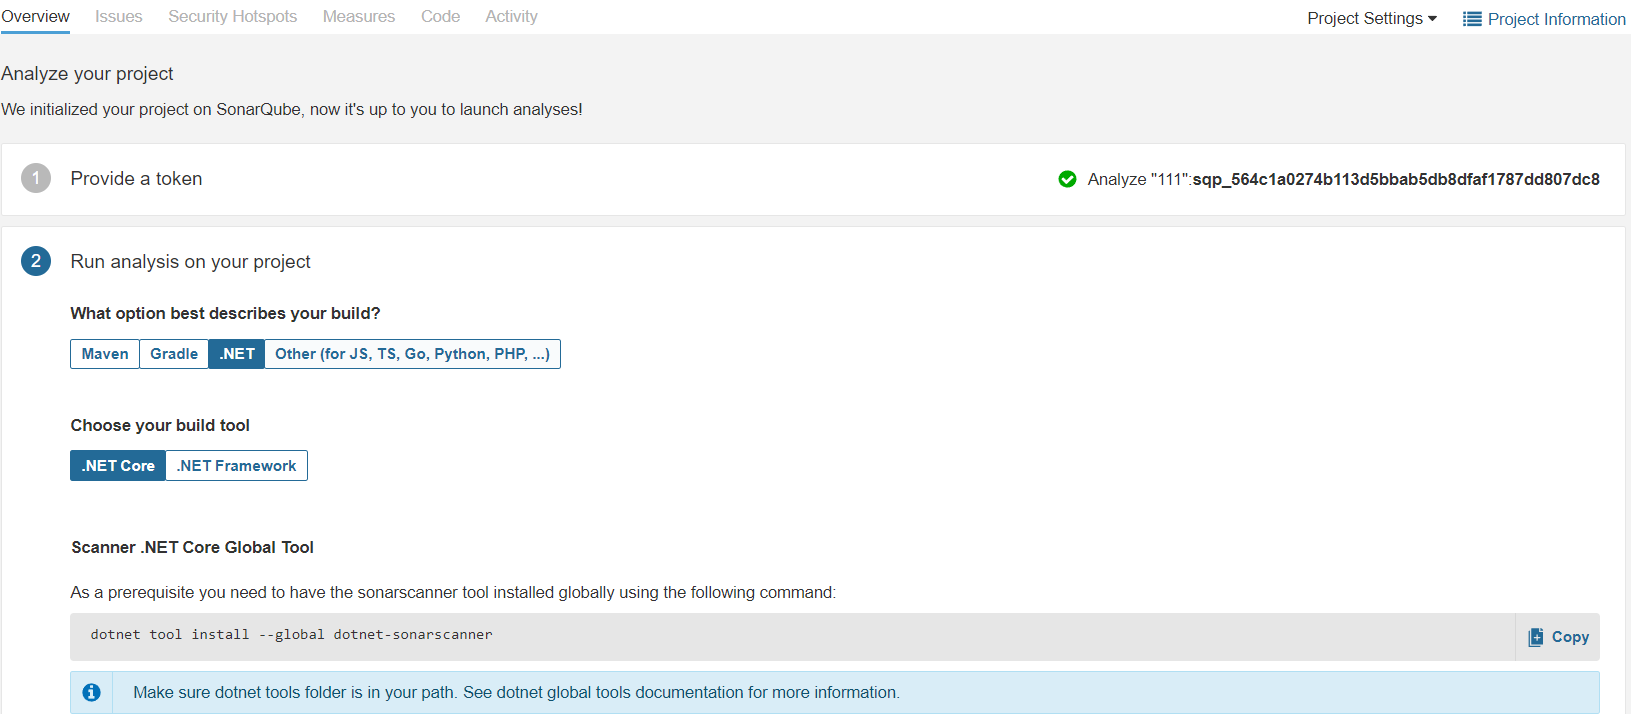 Overview Issues Security Hotspots Measures Code Activity Project Settings Project Information
Analyze your project
We initialized your project on SonarQube, now it's up to you to launch analyses!
1 Provide a token Analyze "111":sqp_564c1a0274b113d5bbab5db8dfaf1787dd807dc8
2 Run analysis on your project
What option best describes your build?
Maven Gradle .NET Other (for JS, TS, Go, Python, PHP, ...)
Choose your build tool
.NET Core .NET Framework
Scanner .NET Core Global Tool
As a prerequisite you need to have the sonarscanner tool installed globally using the following command:
dotnet tool install --global dotnet-sonarscanner Copy
Make sure dotnet tools folder is in your path. See dotnet global tools documentation for more information.